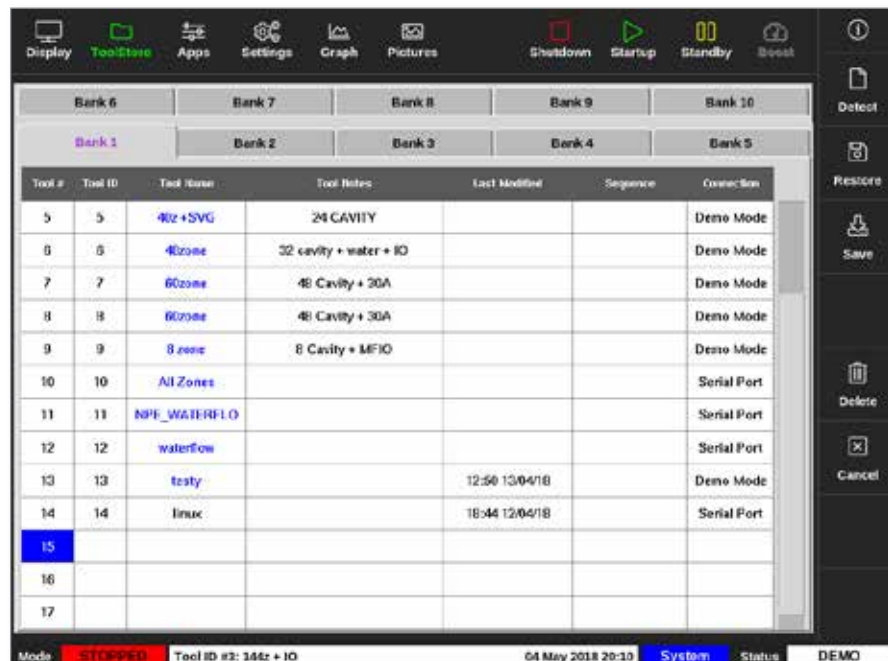 Display ToolStore Apps Settings Graph Pictures Shutdown Startup Standby Boost
Bank 6 Bank 7 Bank 8 Bank 9 Bank 10
Bank 1 Bank 2 Bank 3 Bank 4 Bank 5
Tool # Tool ID Tool Name Tool Notes Last Modified Sequence Connection
5 5 40z +SVG 24 CAVITY Demo Mode
6 6 40zone 32 cavity + water + IO Demo Mode
7 7 60zone 48 Cavity + 30A Demo Mode
8 8 60zone 48 Cavity + 30A Demo Mode
9 9 8 zone 8 Cavity + MFIO Demo Mode
10 10 All Zones Serial Port
11 11 NPE_WATERFLO Serial Port
12 12 waterflow Serial Port
13 13 testy 12:50 13/04/18 Demo Mode
14 14 linux 18:44 12/04/18 Serial Port
15
16
17
Mode STOPPED Tool ID #3: 144z + IO 04 May 2018 20:10 System Status DEMO
Detect
Restore
Save
Delete
Cancel